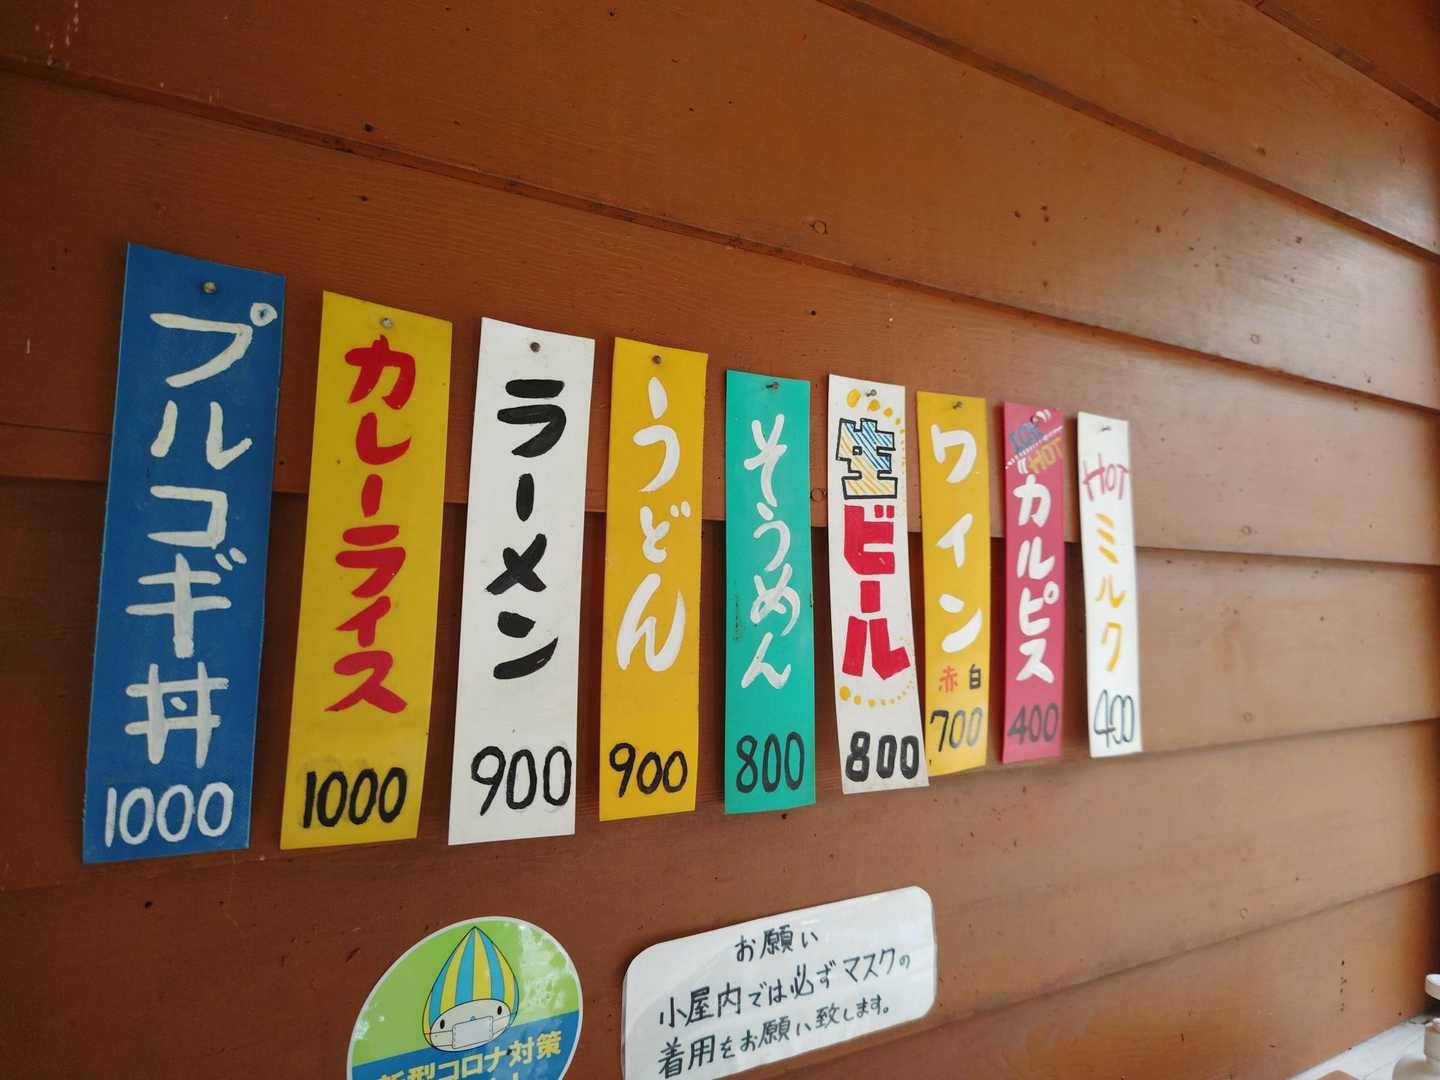 プルコギ丼
1000
カレーライス
1000
ラーメン
900
うどん
900
そうめん
800
生ビール
800
ワイン
赤 白
700
ICE
"HOT"
カルピス
400
HOT
ミルク
400
お願い
小屋内では必ずマスクの
着用をお願い致します。
新型コロナ対策